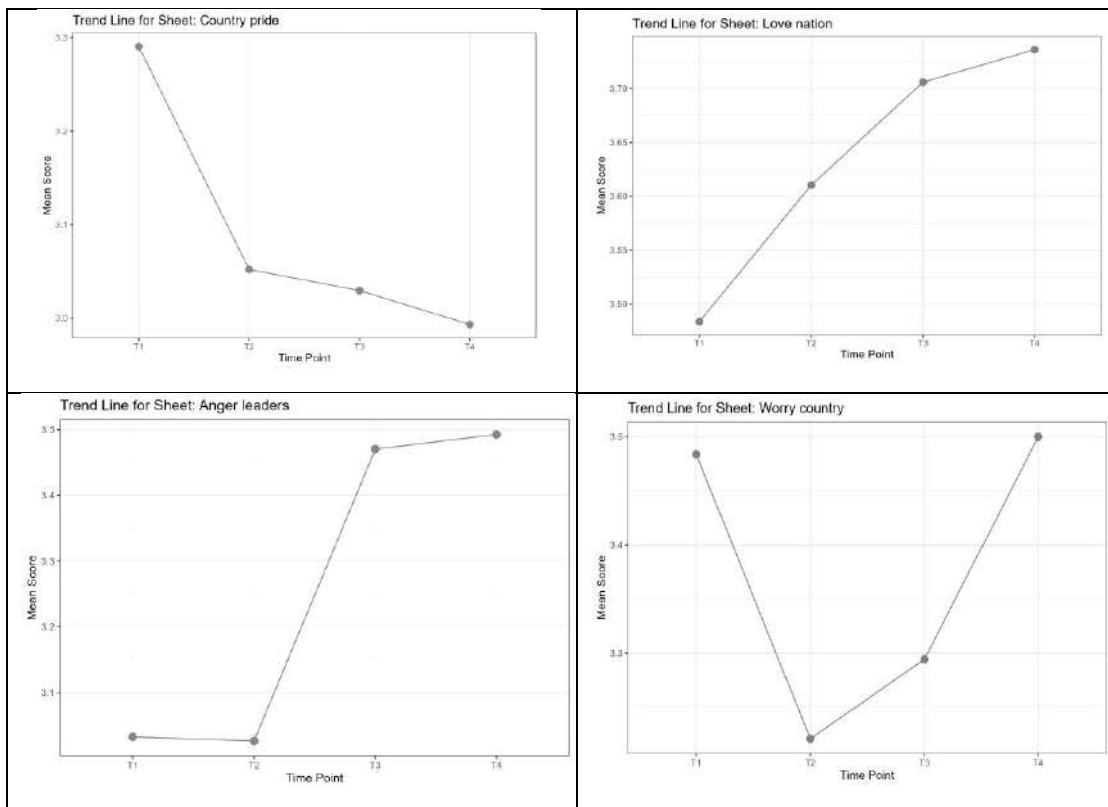 Trend Line for Sheet: Country pride
3.3
3.2
3.1
3.0
Mean Score
T1 T2 T3 T4
Time Point
Trend Line for Sheet: Love nation
3.70
3.65
3.60
3.55
3.50
Mean Score
T1 T2 T3 T4
Time Point
Trend Line for Sheet: Anger leaders
3.5
3.4
3.3
3.2
3.1
Mean Score
T1 T2 T3 T4
Time Point
Trend Line for Sheet: Worry country
3.5
3.4
3.3
Mean Score
T1 T2 T3 T4
Time Point